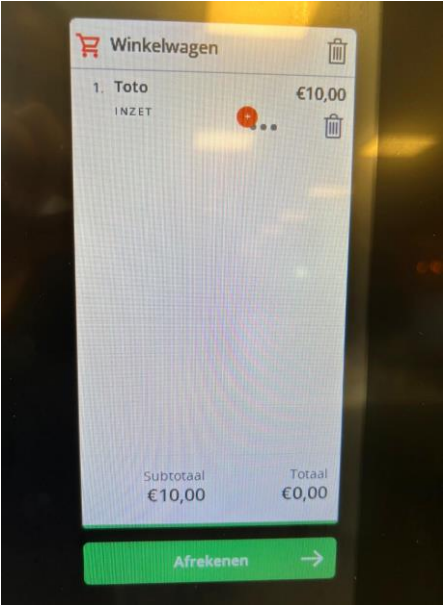 Winkelwagen
1. Toto €10,00
INZET
Subtotaal Totaal
€10,00 €0,00
Afrekenen